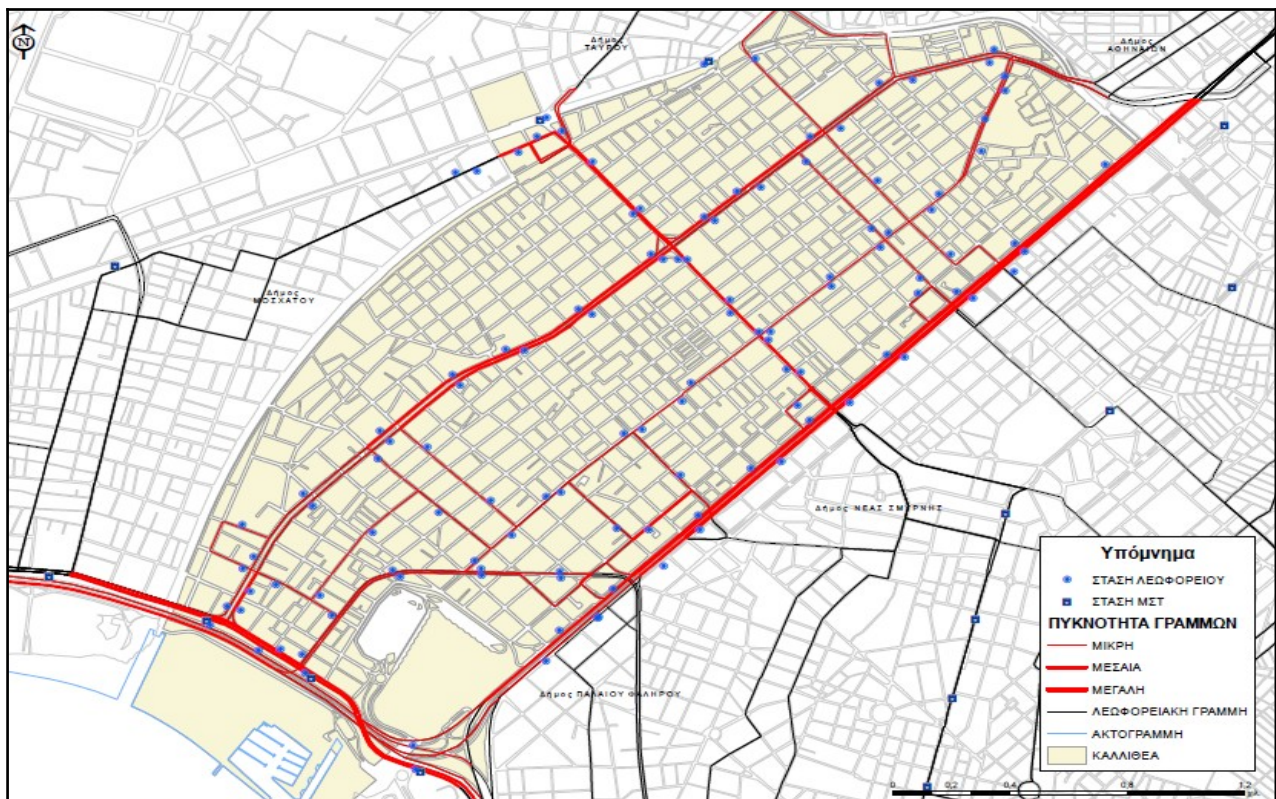 N
Δήμος
ΤΑΥΡΟΥ
Δήμος
ΑΘΗΝΑΙΩΝ
Δήμος
ΜΟΣΧΑΤΟΥ
Δήμος ΝΕΑΣ ΣΜΥΡΝΗΣ
Δήμος ΠΑΛΑΙΟΥ ΦΑΛΗΡΟΥ
Υπόμνημα
ΣΤΑΣΗ ΛΕΩΦΟΡΕΙΟΥ
ΣΤΑΣΗ ΜΣΤ
ΠΥΚΝΟΤΗΤΑ ΓΡΑΜΜΩΝ
ΜΙΚΡΗ
ΜΕΣΑΙΑ
ΜΕΓΑΛΗ
ΛΕΩΦΟΡΕΙΑΚΗ ΓΡΑΜΜΗ
ΑΚΤΟΓΡΑΜΜΗ
ΚΑΛΛΙΘΕΑ
0 0,2 0,4 0,8 1,2